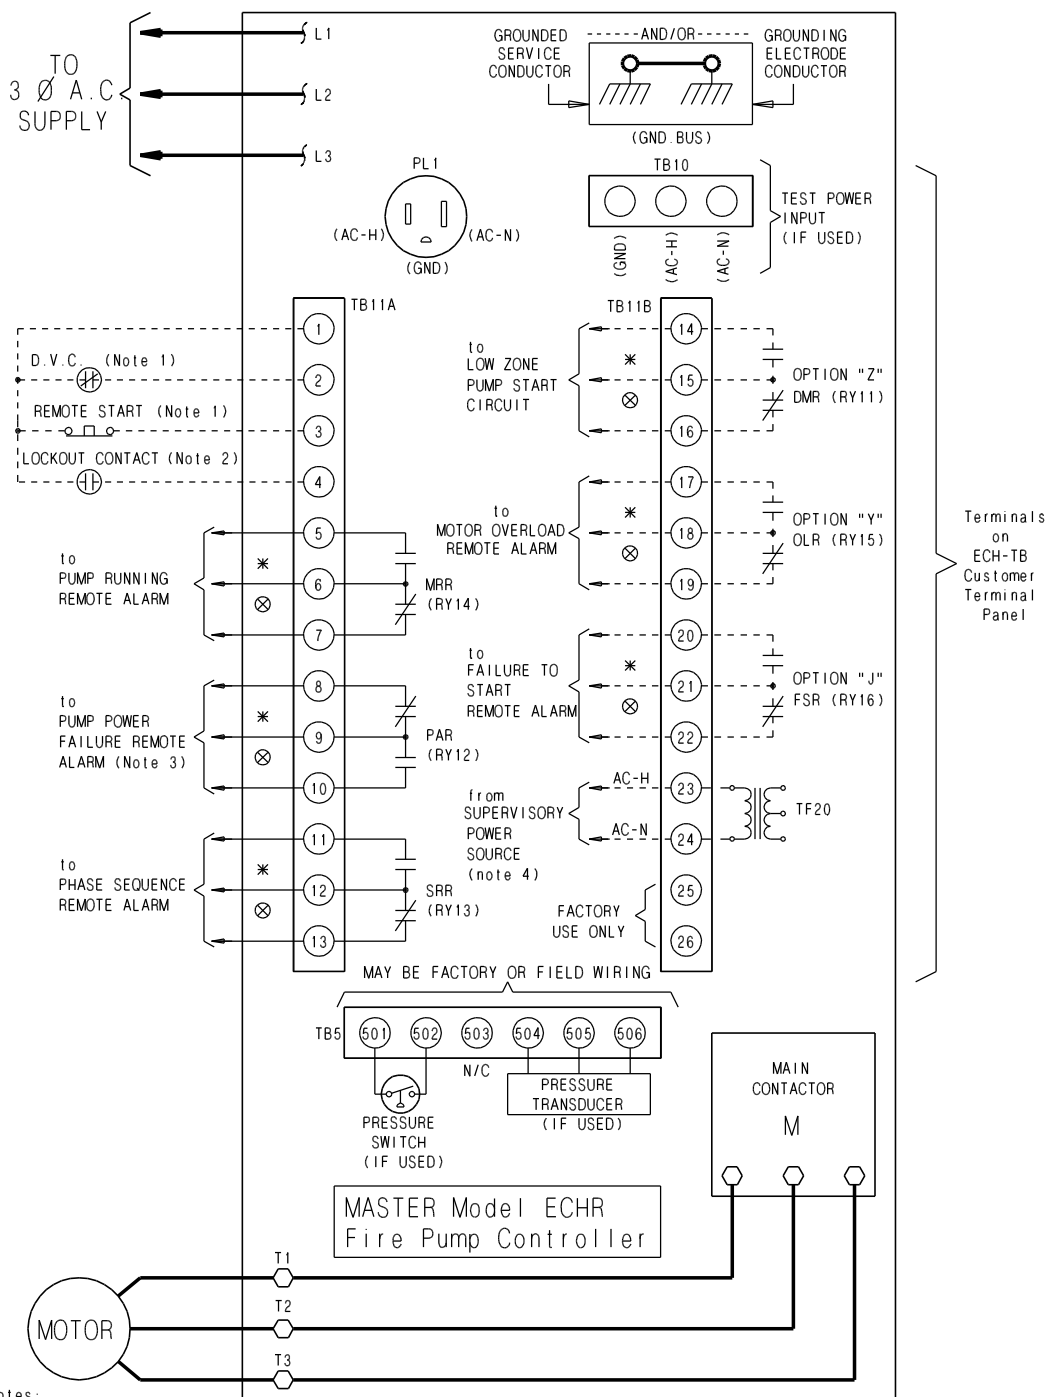 L1
TO
3 Ø A.C.
SUPPLY
L2
L3
GROUNDED
SERVICE
CONDUCTOR
AND/OR
GROUNDING
ELECTRODE
CONDUCTOR
(GND.BUS)
PL1
(AC-H)
(AC-N)
(GND)
TB10
(GND)
(AC-H)
(AC-N)
TEST POWER
INPUT
(IF USED)
TB11A
1
2
3
4
5
6
7
8
9
10
11
12
13
D.V.C. (Note 1)
REMOTE START (Note 1)
LOCKOUT CONTACT (Note 2)
to
PUMP RUNNING
REMOTE ALARM
*
MRR
(RY14)
to
PUMP POWER
FAILURE REMOTE
ALARM (Note 3)
*
PAR
(RY12)
to
PHASE SEQUENCE
REMOTE ALARM
*
SRR
(RY13)
TB11B
14
15
16
17
18
19
20
21
22
23
24
25
26
to
LOW ZONE
PUMP START
CIRCUIT
*
OPTION "Z"
DMR (RY11)
to
MOTOR OVERLOAD
REMOTE ALARM
*
OPTION "Y"
OLR (RY15)
to
FAILURE TO
START
REMOTE ALARM
*
OPTION "J"
FSR (RY16)
from
SUPERVISORY
POWER
SOURCE
(note 4)
AC-H
AC-N
TF20
FACTORY
USE ONLY
Terminals
on
ECH-TB
Customer
Terminal
Panel
MAY BE FACTORY OR FIELD WIRING
TB5
501
502
503
504
505
506
N/C
PRESSURE
SWITCH
(IF USED)
PRESSURE
TRANSDUCER
(IF USED)
MAIN
CONTACTOR
M
MASTER Model ECHR
Fire Pump Controller
T1
T2
T3
MOTOR